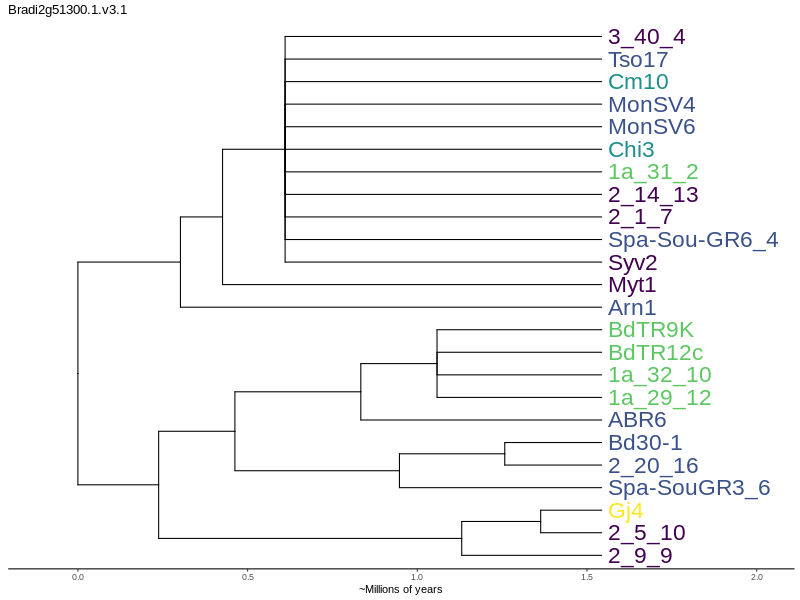 Bradi2g51300.1.v3.1
3_40_4
Tso17
Cm10
MonSV4
MonSV6
Chi3
1a_31_2
2_14_13
2_1_7
Spa-Sou-GR6_4
Syv2
Myt1
Arn1
BdTR9K
BdTR12c
1a_32_10
1a_29_12
ABR6
Bd30-1
2_20_16
Spa-SouGR3_6
Gj4
2_5_10
2_9_9
0.0 0.5 1.0 1.5 2.0
~Millions of years